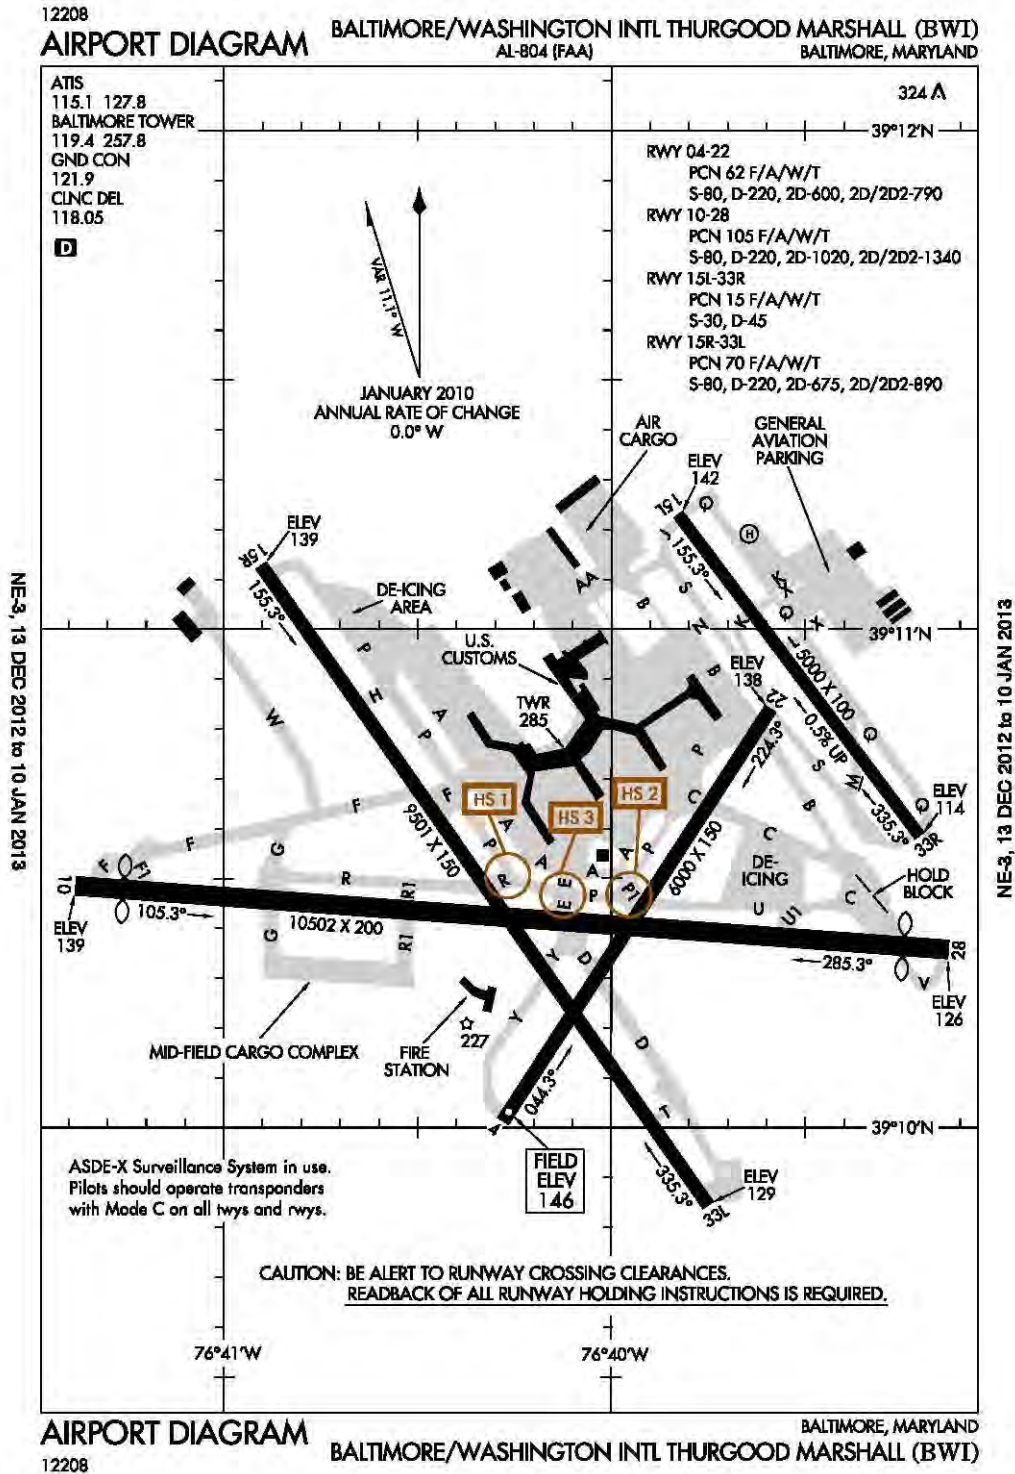 12208
AIRPORT DIAGRAM
BALTIMORE/WASHINGTON INTL THURGOOD MARSHALL (BWI)
AL-804 (FAA)
BALTIMORE, MARYLAND
ATIS
115.1 127.8
BALTIMORE TOWER
119.4 257.8
GND CON
121.9
CLNC DEL
118.05
D
324
39°12'N
RWY 04-22
PCN 62 F/A/W/T
S-80, D-220, 2D-600, 2D/2D2-790
RWY 10-28
PCN 105 F/A/W/T
S-80, D-220, 2D-1020, 2D/2D2-1340
RWY 15L-33R
PCN 15 F/A/W/T
S-30, D-45
RWY 15R-33L
PCN 70 F/A/W/T
S-80, D-220, 2D-675, 2D/2D2-890
VAR 11.1° W
JANUARY 2010
ANNUAL RATE OF CHANGE
0.0° W
AIR
CARGO
GENERAL
AVIATION
PARKING
ELEV
142
15L
Q
H
155.3°
ELEV
139
15R
155.3°
DE-ICING
AREA
AA
B
S
N
K
K
X
Q
X
L
39°11'N
U.S.
CUSTOMS
TWR
285
ELEV
138
22
B
5000 X 100
0.5% UP
Q
P
H
A
P
W
P
C
224.3°
S
M
335.3°
Q
ELEV
114
33R
HS 1
HS 3
HS 2
F
F
F
F
F1
9501 X 150
A
P
A
A
A
P
6000 X 150
B
C
C
DE-
ICING
HOLD
BLOCK
G
R
R1
R
E
E
E
P
P1
U
U1
10
ELEV
139
105.3°
10502 X 200
G
R1
285.3°
28
V
ELEV
126
Y
Y
D
D
T
227
MID-FIELD CARGO COMPLEX
FIRE
STATION
044.3°
4
39°10'N
FIELD
ELEV
146
335.3°
33L
ELEV
129
ASDE-X Surveillance System in use.
Pilots should operate transponders
with Mode C on all twys and rwys.
CAUTION: BE ALERT TO RUNWAY CROSSING CLEARANCES.
READBACK OF ALL RUNWAY HOLDING INSTRUCTIONS IS REQUIRED.
76°41'W
76°40'W
NE-3, 13 DEC 2012 to 10 JAN 2013
NE-3, 13 DEC 2012 to 10 JAN 2013
AIRPORT DIAGRAM
12208
BALTIMORE, MARYLAND
BALTIMORE/WASHINGTON INTL THURGOOD MARSHALL (BWI)